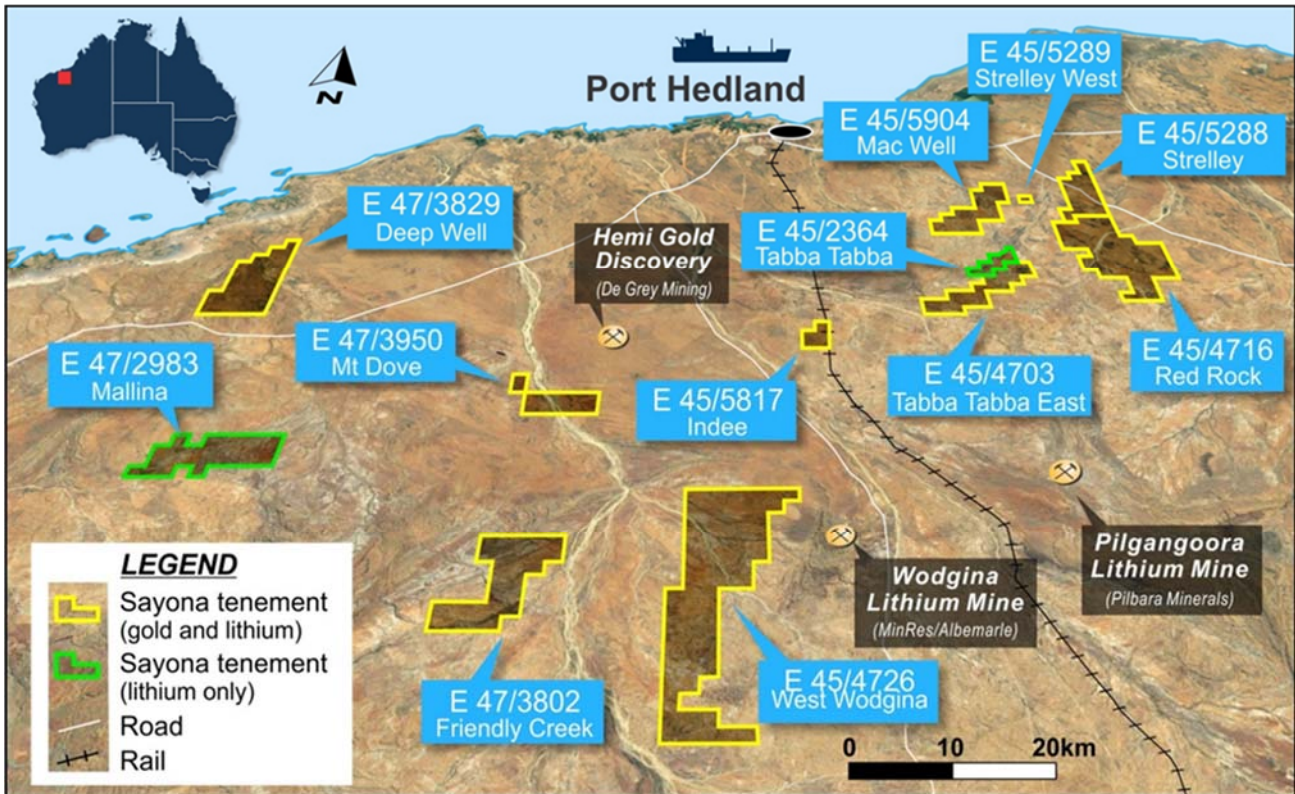 Port Hedland
N
E 45/5289
Strelley West
E 45/5904
Mac Well
E 45/5288
Strelley
E 47/3829
Deep Well
Hemi Gold
Discovery
(De Grey Mining)
E 45/2364
Tabba Tabba
E 47/3950
Mt Dove
E 47/2983
Mallina
E 45/5817
Indee
E 45/4703
Tabba Tabba East
E 45/4716
Red Rock
Wodgina
Lithium Mine
(MinRes/Albemarle)
Pilgangoora
Lithium Mine
(Pilbara Minerals)
E 47/3802
Friendly Creek
E 45/4726
West Wodgina
LEGEND
Sayona tenement
(gold and lithium)
Sayona tenement
(lithium only)
Road
Rail
0 10 20km